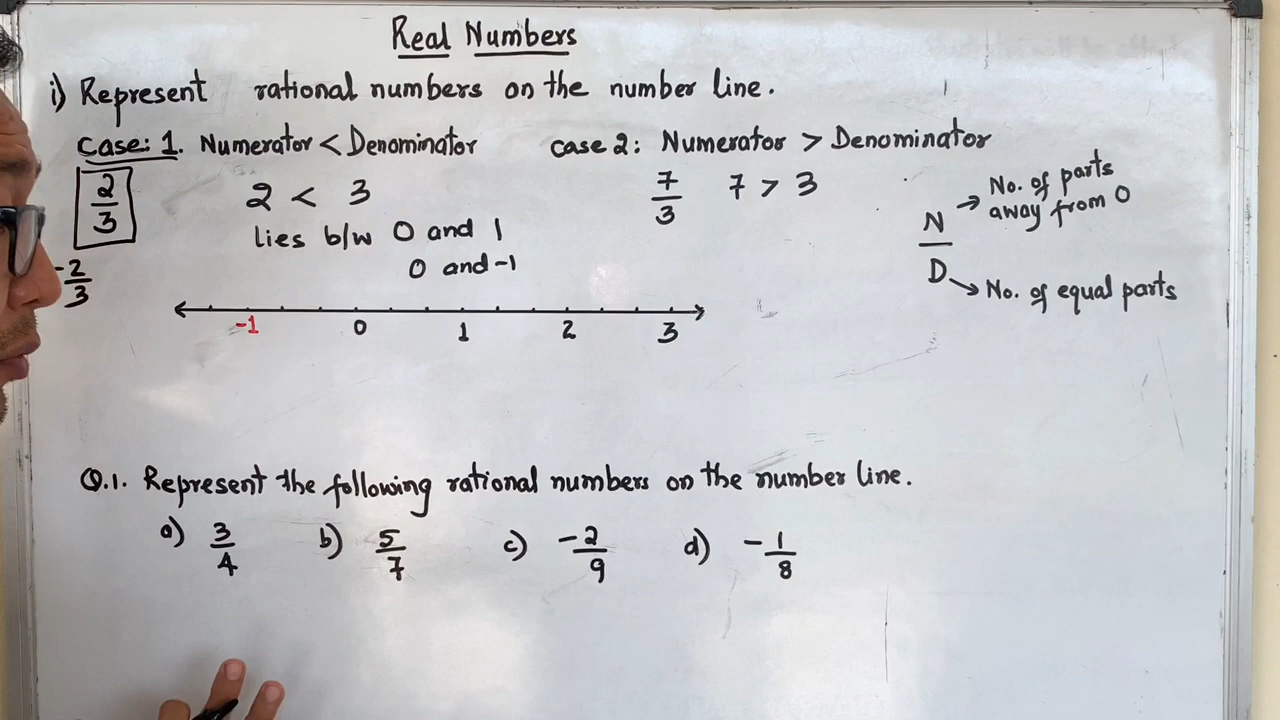 Real Numbers
i) Represent rational numbers on the number line.
Case: 1. Numerator < Denominator
2/3
2 < 3
lies b/w 0 and 1
0 and -1
-2/3
case 2: Numerator > Denominator
7/3 7 > 3
N → No. of parts away from 0
D → No. of equal parts
-1 0 1 2 3
Q.1. Represent the following rational numbers on the number line.
a) 3/4 b) 5/7 c) -2/9 d) -1/8